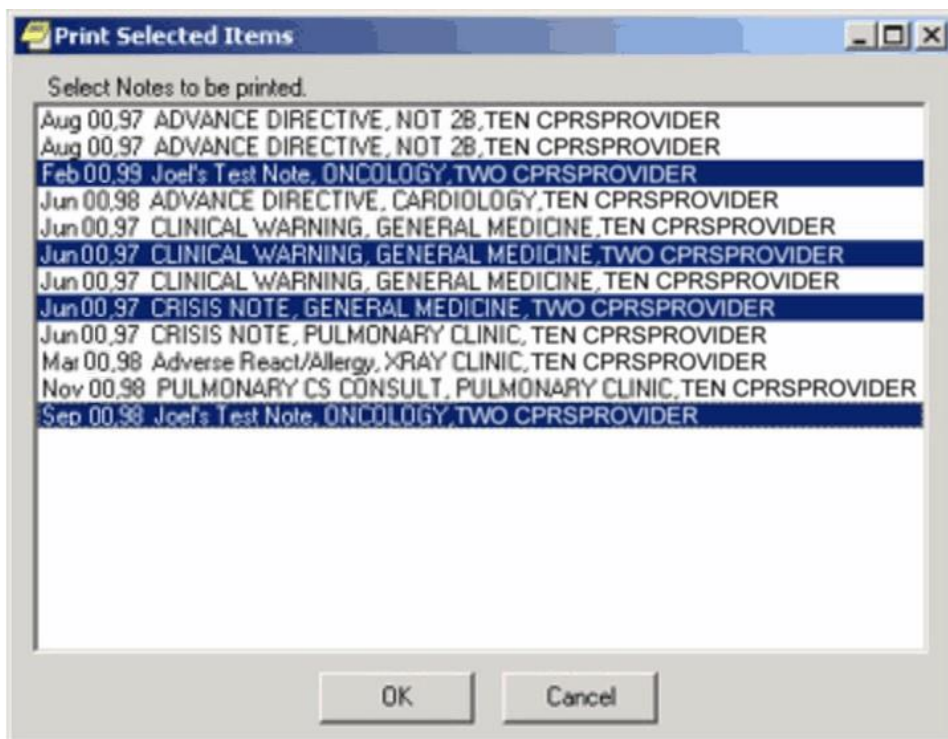 Print Selected Items
Select Notes to be printed.
Aug 00,97 ADVANCE DIRECTIVE, NOT 2B,TEN CPRSPROVIDER
Aug 00,97 ADVANCE DIRECTIVE, NOT 2B,TEN CPRSPROVIDER
Feb 00,99 Joel's Test Note, ONCOLOGY,TWO CPRSPROVIDER
Jun 00,98 ADVANCE DIRECTIVE, CARDIOLOGY,TEN CPRSPROVIDER
Jun 00,97 CLINICAL WARNING, GENERAL MEDICINE,TEN CPRSPROVIDER
Jun 00,97 CLINICAL WARNING, GENERAL MEDICINE,TWO CPRSPROVIDER
Jun 00,97 CLINICAL WARNING, GENERAL MEDICINE, TEN CPRSPROVIDER
Jun 00,97 CRISIS NOTE, GENERAL MEDICINE,TWO CPRSPROVIDER
Jun 00,97 CRISIS NOTE, PULMONARY CLINIC, TEN CPRSPROVIDER
Mar 00,98 Adverse React/Allergy, XRAY CLINIC, TEN CPRSPROVIDER
Nov 00,98 PULMONARY CS CONSULT, PULMONARY CLINIC,TEN CPRSPROVIDER
Sep 00,98 Joel's Test Note, ONCOLOGY,TWO CPRSPROVIDER
OK Cancel